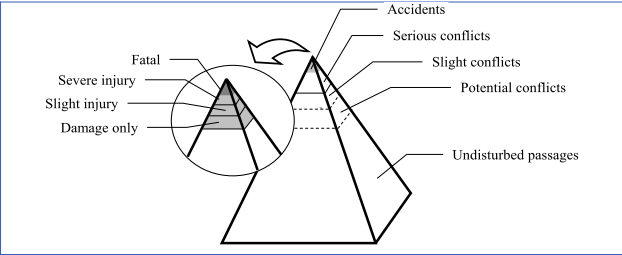 Accidents
Serious conflicts
Slight conflicts
Potential conflicts
Undisturbed passages
Fatal
Severe injury
Slight injury
Damage only